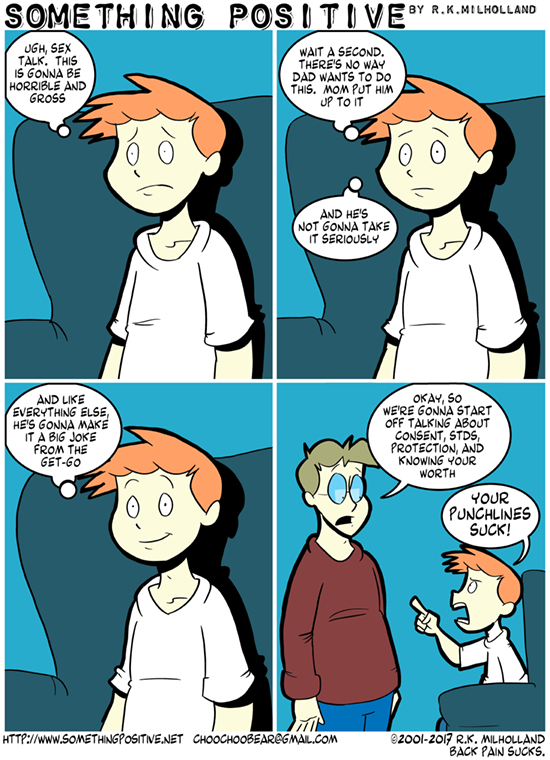 SOMETHING POSITIVE BY R.K.MILHOLLAND
UGH, SEX
TALK. THIS
IS GONNA BE
HORRIBLE AND
GROSS
WAIT A SECOND.
THERE'S NO WAY
DAD WANTS TO DO
THIS. MOM PUT HIM
UP TO IT
AND HE'S
NOT GONNA TAKE
IT SERIOUSLY
AND LIKE
EVERYTHING ELSE,
HE'S GONNA MAKE
IT A BIG JOKE
FROM THE
GET-GO
OKAY, SO
WE'RE GONNA START
OFF TALKING ABOUT
CONSENT, STDS,
PROTECTION, AND
KNOWING YOUR
WORTH
YOUR
PUNCHLINES
SUCK!
HTTP://WWW.SOMETHINGPOSITIVE.NET CHOOCHOOBEAR@GMAIL.COM ©2001-2017 R.K. MILHOLLAND
BACK PAIN SUCKS.